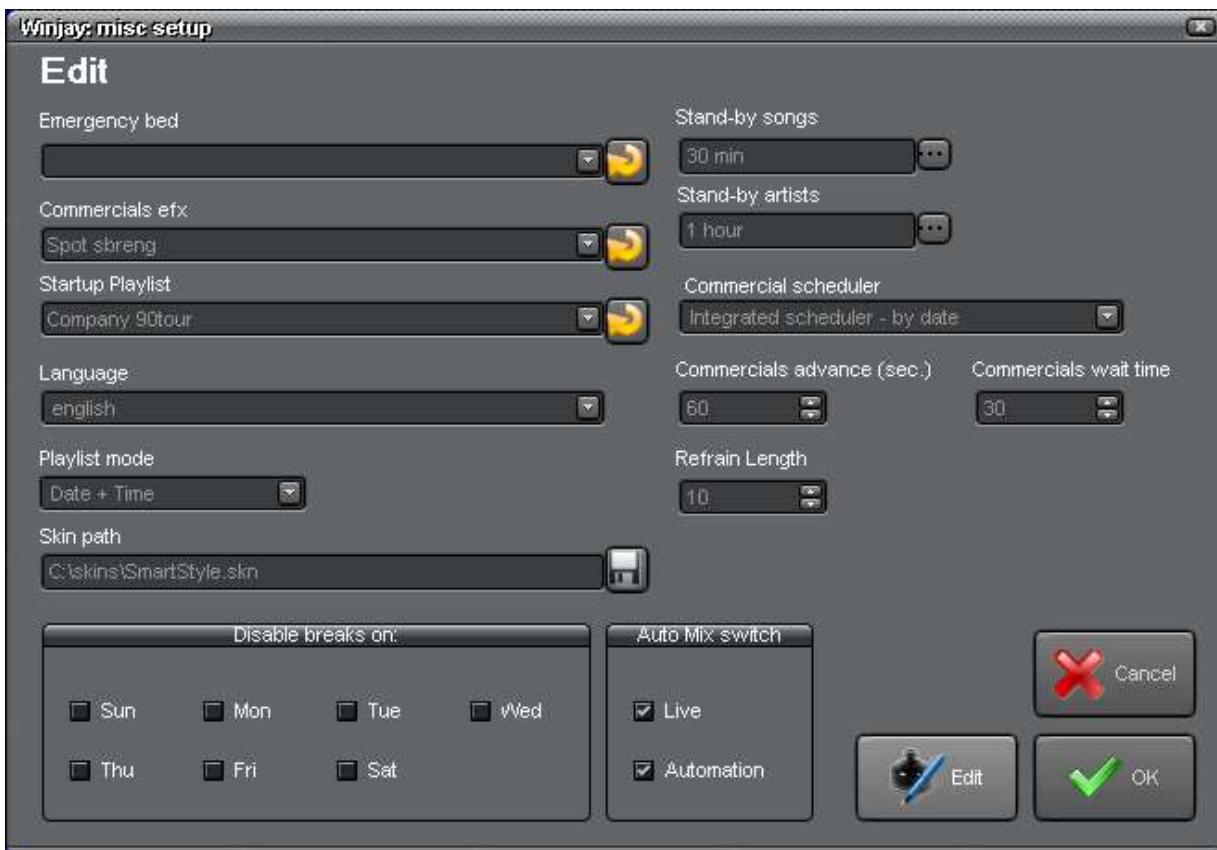 Winjay: misc setup
Edit
Emergency bed
Stand-by songs
30 min
Stand-by artists
1 hour
Commercials efx
Spot sbreng
Startup Playlist
Company 90tour
Commercial scheduler
Integrated scheduler - by date
Language
english
Commercials advance (sec.)
60
Commercials wait time
30
Playlist mode
Date + Time
Refrain Length
10
Skin path
C:\skins\SmartStyle.skn
Disable breaks on:
Sun Mon Tue Wed
Thu Fri Sat
Auto Mix switch
Live
Automation
Cancel
Edit
OK